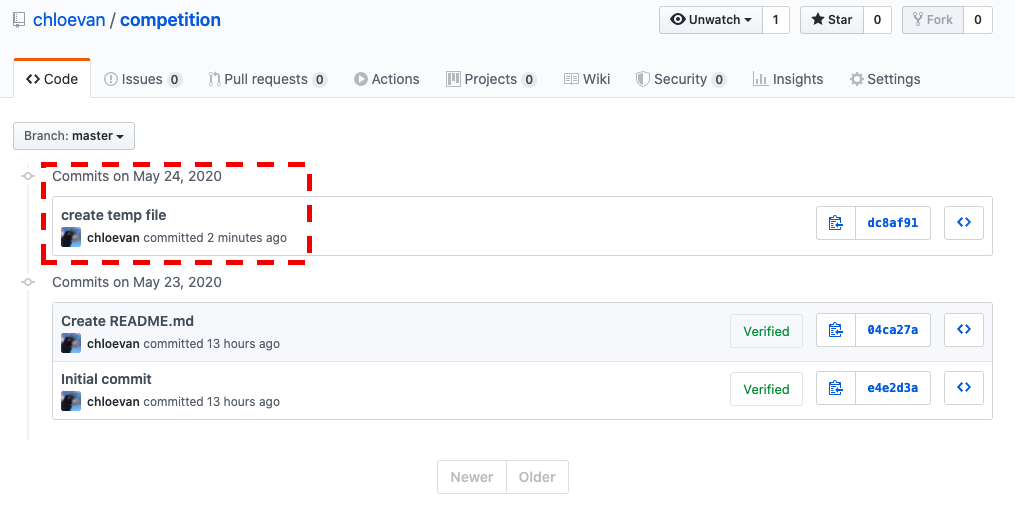 chloevan / competition
Unwatch 1 Star 0 Fork 0
Code Issues 0 Pull requests 0 Actions Projects 0 Wiki Security 0 Insights Settings
Branch: master
Commits on May 24, 2020
create temp file
chloevan committed 2 minutes ago
dc8af91
Commits on May 23, 2020
Create README.md
chloevan committed 13 hours ago
Verified 04ca27a
Initial commit
chloevan committed 13 hours ago
Verified e4e2d3a
Newer Older